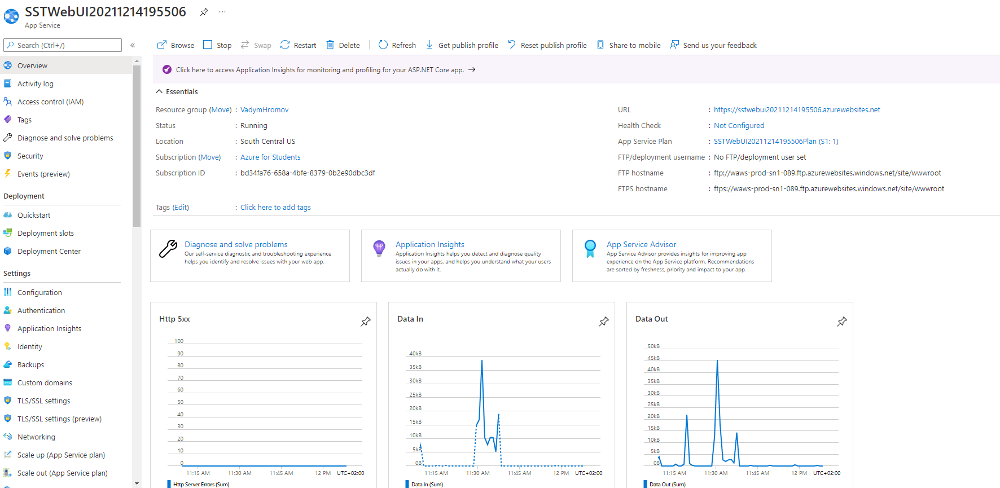 SSTWebUI20211214195506
App Service
Search (Ctrl+/)
«
Overview
Activity log
Access control (IAM)
Tags
Diagnose and solve problems
Security
Events (preview)
Deployment
Quickstart
Deployment slots
Deployment Center
Settings
Configuration
Authentication
Application Insights
Identity
Backups
Custom domains
TLS/SSL settings
TLS/SSL settings (preview)
Networking
Scale up (App Service plan)
Scale out (App Service plan)
Browse Stop Swap Restart Delete Refresh Get publish profile Reset publish profile Share to mobile Send us your feedback
Click here to access Application Insights for monitoring and profiling for your ASP.NET Core app. →
Essentials
Resource group (Move) : VadymHromov
Status : Running
Location : South Central US
Subscription (Move) : Azure for Students
Subscription ID : bd34fa76-658a-4bfe-8379-0b2e90dbc3df
Tags (Edit) : Click here to add tags
URL : https://sstwebui20211214195506.azurewebsites.net
Health Check : Not Configured
App Service Plan : SSTWebUI20211214195506Plan (S1: 1)
FTP/deployment username : No FTP/deployment user set
FTP hostname : ftp://waws-prod-sn1-089.ftp.azurewebsites.windows.net/site/wwwroot
FTPS hostname : ftps://waws-prod-sn1-089.ftp.azurewebsites.windows.net/site/wwwroot
Diagnose and solve problems
Our self-service diagnostic and troubleshooting experience
helps you identify and resolve issues with your web app.
Application Insights
Application Insights helps you detect and diagnose quality
issues in your apps, and helps you understand what your users
actually do with it.
App Service Advisor
App Service Advisor provides insights for improving app
experience on the App Service platform. Recommendations
are sorted by freshness, priority and impact to your app.
Http 5xx
100
90
80
70
60
50
40
30
20
10
0
11:15 AM 11:30 AM 11:45 AM 12 PM UTC+02:00
Http Server Errors (Sum)
Data In
40kB
35kB
30kB
25kB
20kB
15kB
10kB
5kB
0B
11:15 AM 11:30 AM 11:45 AM 12 PM UTC+02:00
Data In (Sum)
Data Out
50kB
45kB
40kB
35kB
30kB
25kB
20kB
15kB
10kB
5kB
0B
11:15 AM 11:30 AM 11:45 AM 12 PM UTC+02:00
Data Out (Sum)